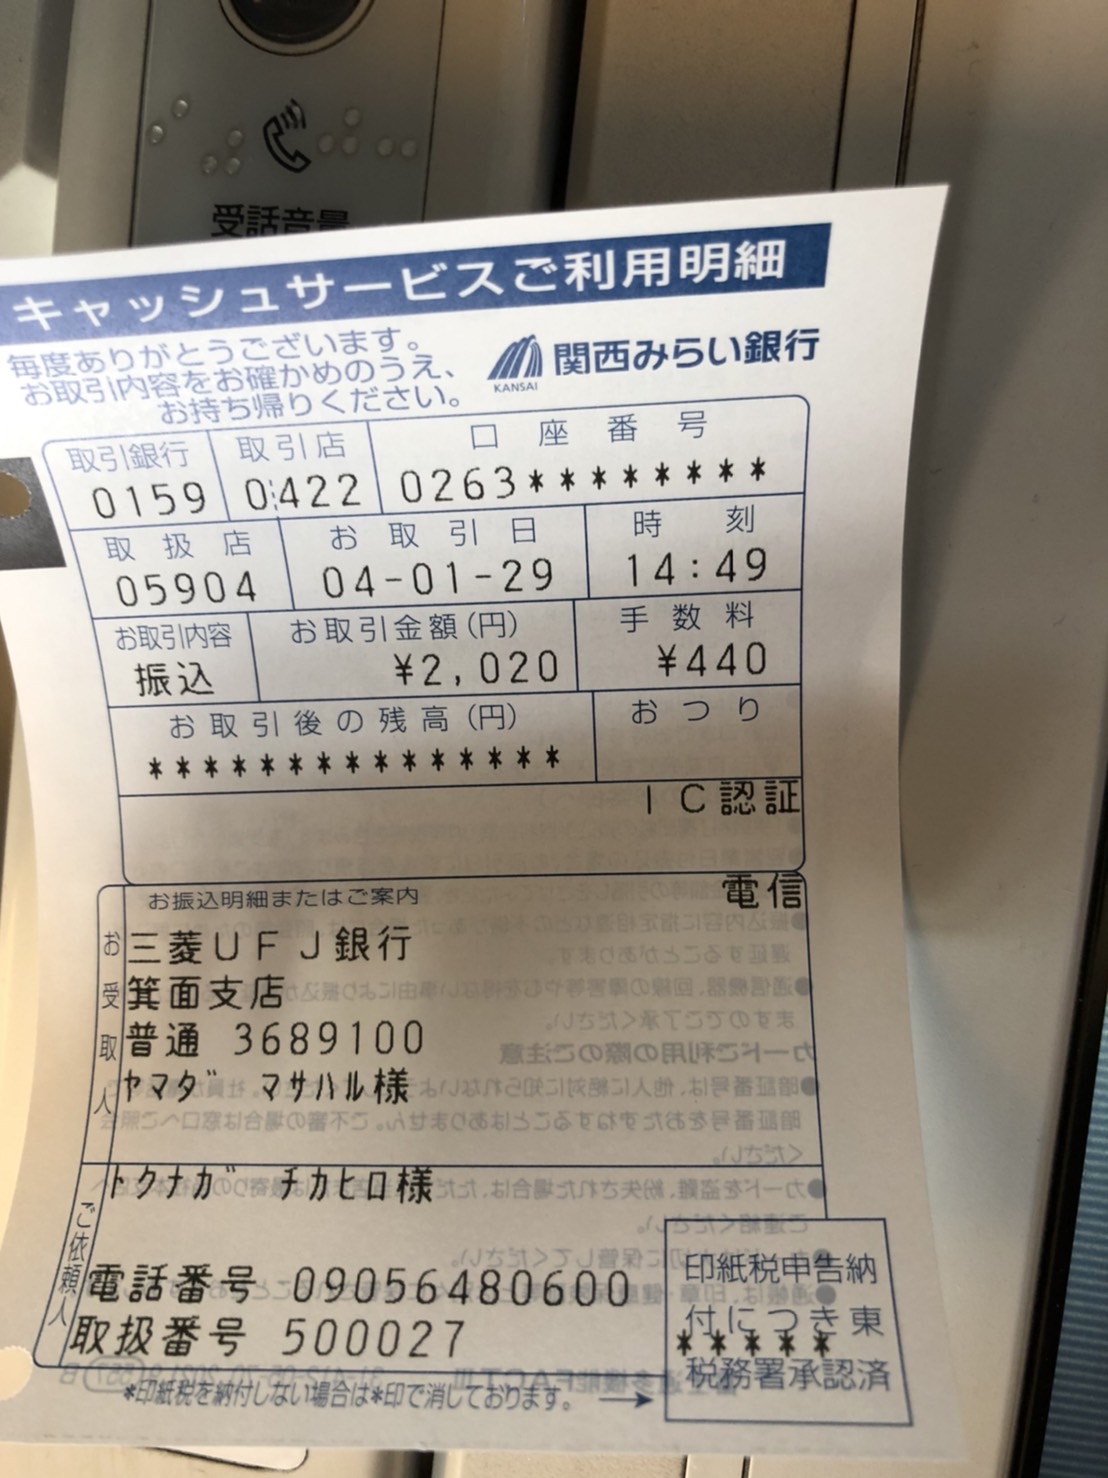 受話音量
キャッシュサービスご利用明細
毎度ありがとうございます。
お取引内容をお確かめのうえ、
お持ち帰りください。
KANSAI
関西みらい銀行
取引銀行 取引店 口座番号
0159 0422 0263********
取扱店 お取引日 時刻
05904 04-01-29 14:49
お取引内容 お取引金額(円) 手数料
振込 ¥2,020 ¥440
お取引後の残高(円) おつり
***************
IC認証
お振込明細またはご案内 電信
お受取人
三菱UFJ銀行
箕面支店
普通 3689100
ヤマダ マサハル様
ご依頼人
トクナガ チカヒロ様
電話番号 09056480600
取扱番号 500027
印紙税申告納
付につき東
*****
税務署承認済
*印紙税を納付しない場合は*印で消しております。